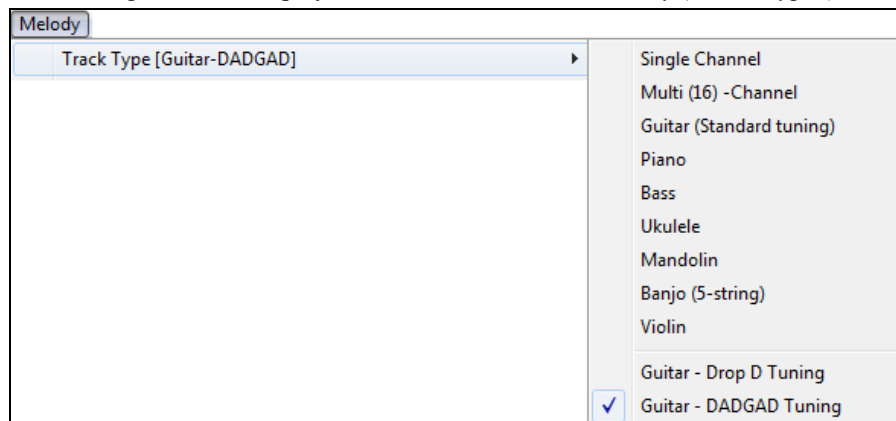 Melody
Track Type [Guitar-DADGAD]
Single Channel
Multi (16) -Channel
Guitar (Standard tuning)
Piano
Bass
Ukulele
Mandolin
Banjo (5-string)
Violin
Guitar - Drop D Tuning
Guitar - DADGAD Tuning